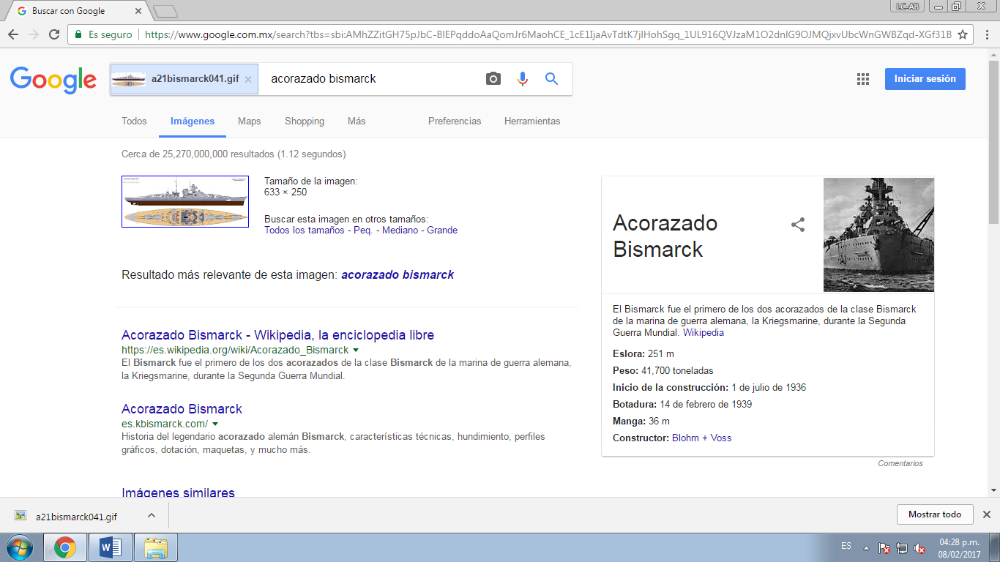 Buscar con Google
LC-AB
Es seguro
https://www.google.com.mx/search?tbs=sbi:AMhZZitGH75pJbC-BlEPqddoAaQomJr6MaohCE_1cE1IjaAvTdtK7jlHohSgq_1UL916QVJzaM1O2dnlG9OJMQjxvUbcWnGWBZqd-XGf31B
Google
a21bismarck041.gif
acorazado bismarck
Iniciar sesión
Todos Imágenes Maps Shopping Más Preferencias Herramientas
Cerca de 25,270,000,000 resultados (1.12 segundos)
Tamaño de la imagen:
633 × 250
Buscar esta imagen en otros tamaños:
Todos los tamaños - Peq. - Mediano - Grande
Resultado más relevante de esta imagen: acorazado bismarck
Acorazado Bismarck - Wikipedia, la enciclopedia libre
https://es.wikipedia.org/wiki/Acorazado_Bismarck
El Bismarck fue el primero de los dos acorazados de la clase Bismarck de la marina de guerra alemana,
la Kriegsmarine, durante la Segunda Guerra Mundial.
Acorazado Bismarck
es.kbismarck.com/
Historia del legendario acorazado alemán Bismarck, características técnicas, hundimiento, perfiles
gráficos, dotación, maquetas, y mucho más.
Imágenes similares
Acorazado
Bismarck
El Bismarck fue el primero de los dos acorazados de la clase Bismarck
de la marina de guerra alemana, la Kriegsmarine, durante la Segunda
Guerra Mundial. Wikipedia
Eslora: 251 m
Peso: 41,700 toneladas
Inicio de la construcción: 1 de julio de 1936
Botadura: 14 de febrero de 1939
Manga: 36 m
Constructor: Blohm + Voss
Comentarios
a21bismarck041.gif
Mostrar todo
ES
04:28 p.m.
08/02/2017